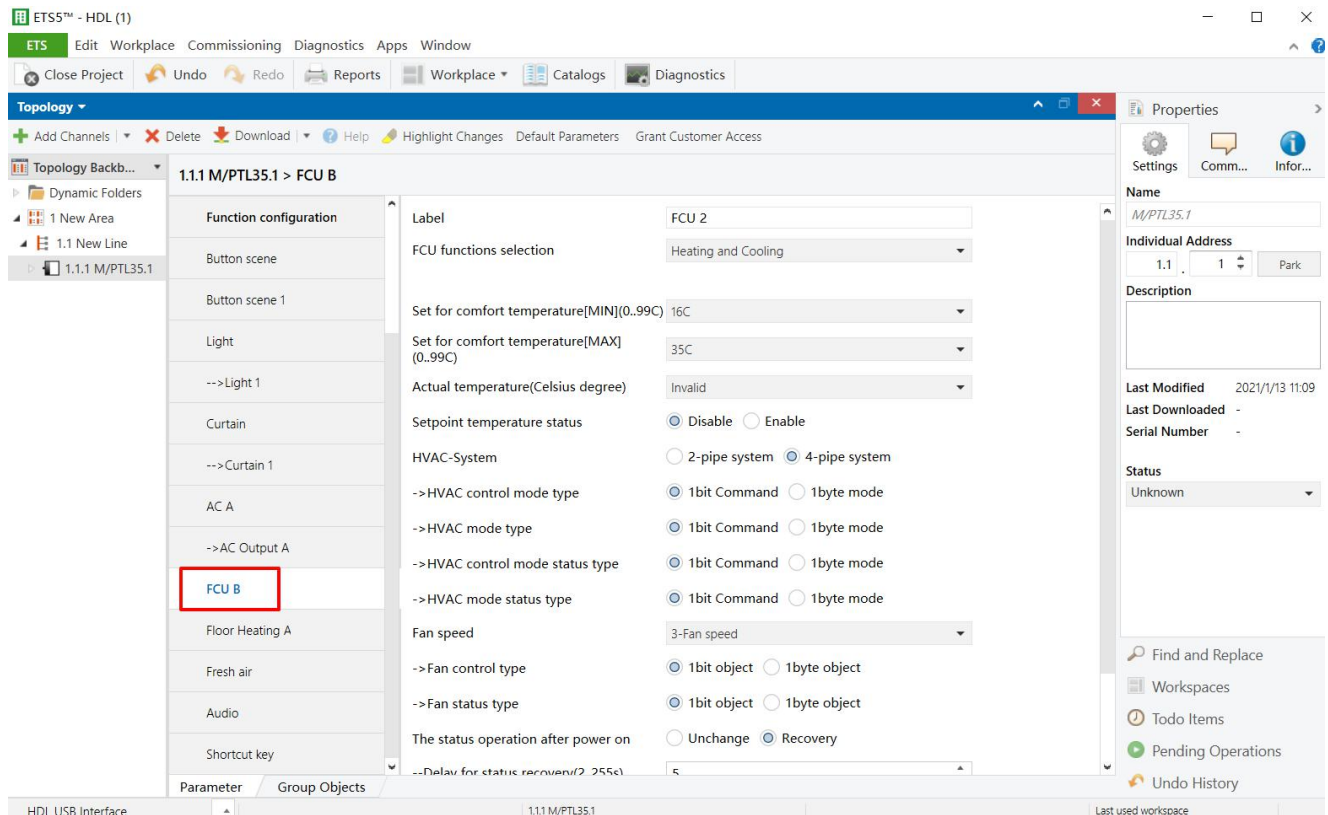 ETS5™ - HDL (1)
ETS Edit Workplace Commissioning Diagnostics Apps Window
Close Project Undo Redo Reports Workplace Catalogs Diagnostics
Topology
Add Channels Delete Download Help Highlight Changes Default Parameters Grant Customer Access
Topology Backb...
Dynamic Folders
1 New Area
1.1 New Line
1.1.1 M/PTL35.1
1.1.1 M/PTL35.1 > FCU B
Function configuration
Button scene
Button scene 1
Light
-->Light 1
Curtain
-->Curtain 1
AC A
->AC Output A
FCU B
Floor Heating A
Fresh air
Audio
Shortcut key
Label FCU 2
FCU functions selection Heating and Cooling
Set for comfort temperature[MIN](0..99C) 16C
Set for comfort temperature[MAX]
(0..99C) 35C
Actual temperature(Celsius degree) Invalid
Setpoint temperature status Disable Enable
HVAC-System 2-pipe system 4-pipe system
->HVAC control mode type 1bit Command 1byte mode
->HVAC mode type 1bit Command 1byte mode
->HVAC control mode status type 1bit Command 1byte mode
->HVAC mode status type 1bit Command 1byte mode
Fan speed 3-Fan speed
->Fan control type 1bit object 1byte object
->Fan status type 1bit object 1byte object
The status operation after power on Unchange Recovery
--Delay for status recovery(2..255s) 5
Parameter Group Objects
Properties
Settings Comm... Infor...
Name
M/PTL35.1
Individual Address
1.1 . 1 Park
Description
Last Modified 2021/1/13 11:09
Last Downloaded -
Serial Number -
Status
Unknown
Find and Replace
Workspaces
Todo Items
Pending Operations
Undo History
HDL USB Interface 1.1.1 M/PTL35.1 Last used workspace